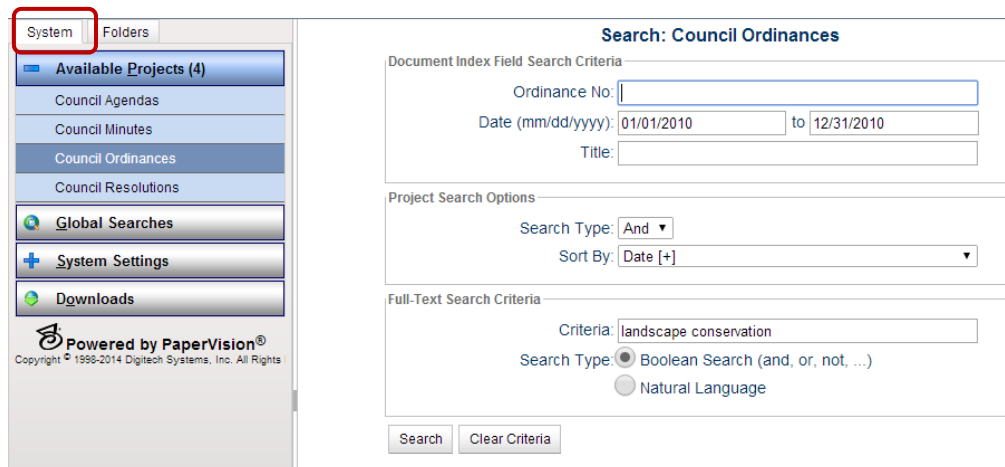 System Folders
Available Projects (4)
Council Agendas
Council Minutes
Council Ordinances
Council Resolutions
Global Searches
System Settings
Downloads
Powered by PaperVision®
Copyright © 1998-2014 Digitech Systems, Inc. All Rights
Search: Council Ordinances
Document Index Field Search Criteria
Ordinance No:
Date (mm/dd/yyyy): 01/01/2010 to 12/31/2010
Title:
Project Search Options
Search Type: And
Sort By: Date [+]
Full-Text Search Criteria
Criteria: landscape conservation
Search Type: Boolean Search (and, or, not, ...)
Natural Language
Search Clear Criteria